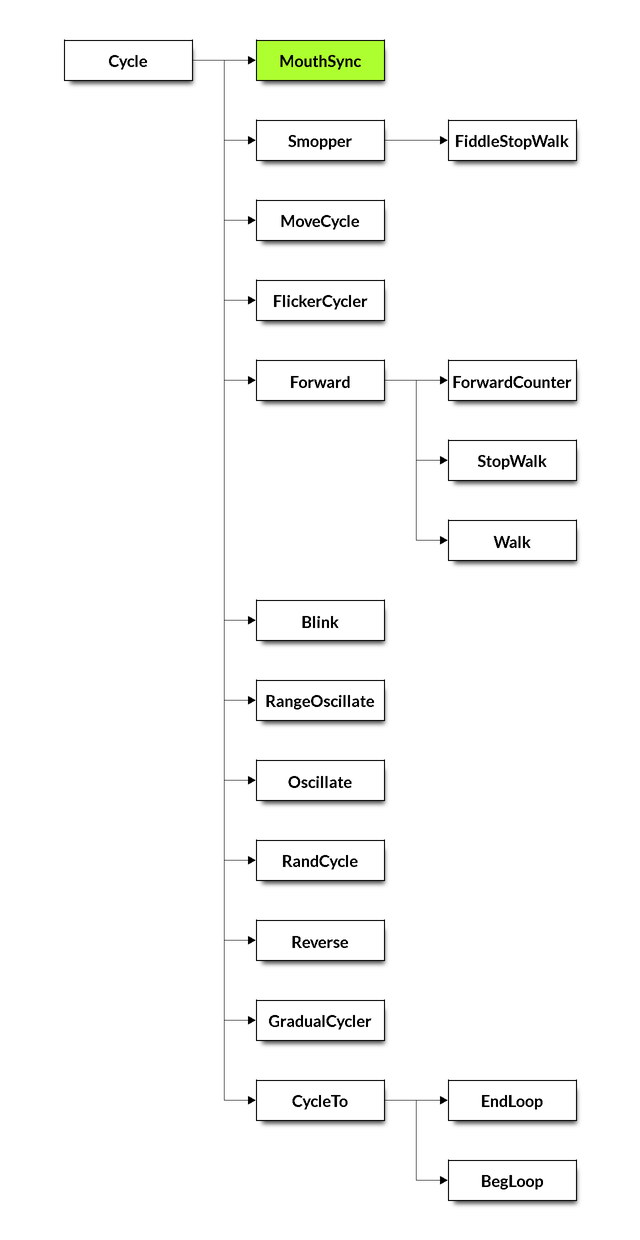 Cycle
MouthSync
Smopper
FiddleStopWalk
MoveCycle
FlickerCycler
Forward
ForwardCounter
StopWalk
Walk
Blink
RangeOscillate
Oscillate
RandCycle
Reverse
GradualCycler
CycleTo
EndLoop
BegLoop